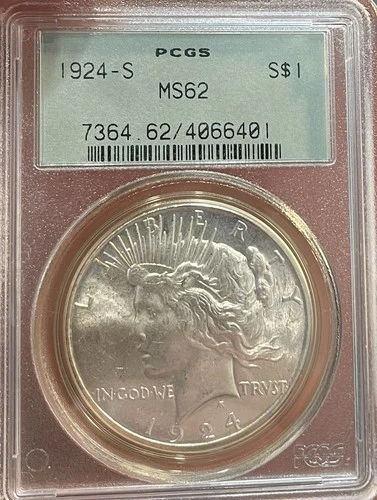 PCGS
1924-S S$1
MS62
7364.62/4066401
LIBERTY
IN·GOD·WE TRVST
1924
PCGS